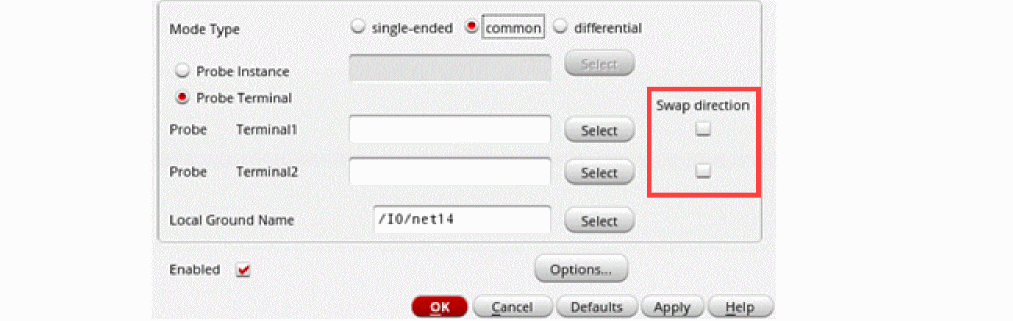 Mode Type single-ended common differential
Probe Instance Select
Probe Terminal
Swap direction
Probe Terminal1 Select
Probe Terminal2 Select
Local Ground Name /I0/net14 Select
Enabled Options...
OK Cancel Defaults Apply Help